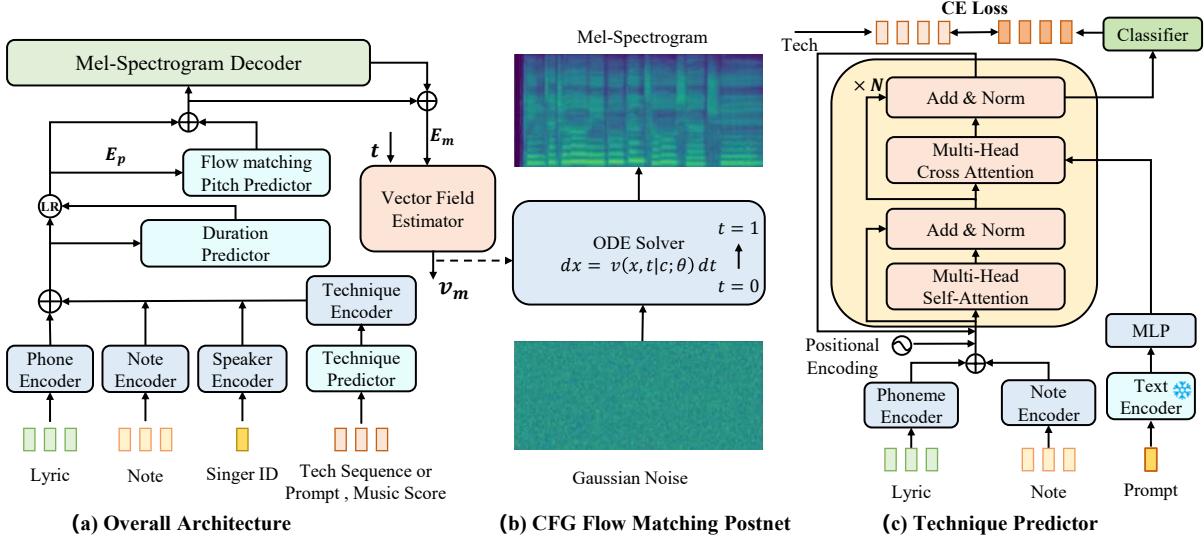 Mel-Spectrogram Decoder
E_m
E_p
Flow matching
Pitch Predictor
LR
Duration
Predictor
Technique
Encoder
Phone
Encoder
Note
Encoder
Speaker
Encoder
Technique
Predictor
Lyric
Note
Singer ID
Tech Sequence or
Prompt , Music Score
(a) Overall Architecture
t
Vector Field
Estimator
v_m
Mel-Spectrogram
ODE Solver
dx = v(x, t|c; θ) dt
t = 1
t = 0
Gaussian Noise
(b) CFG Flow Matching Postnet
CE Loss
Tech
Classifier
× N
Add & Norm
Multi-Head
Cross Attention
Add & Norm
Multi-Head
Self-Attention
MLP
Positional
Encoding
Phoneme
Encoder
Note
Encoder
Text
Encoder
Lyric
Note
Prompt
(c) Technique Predictor